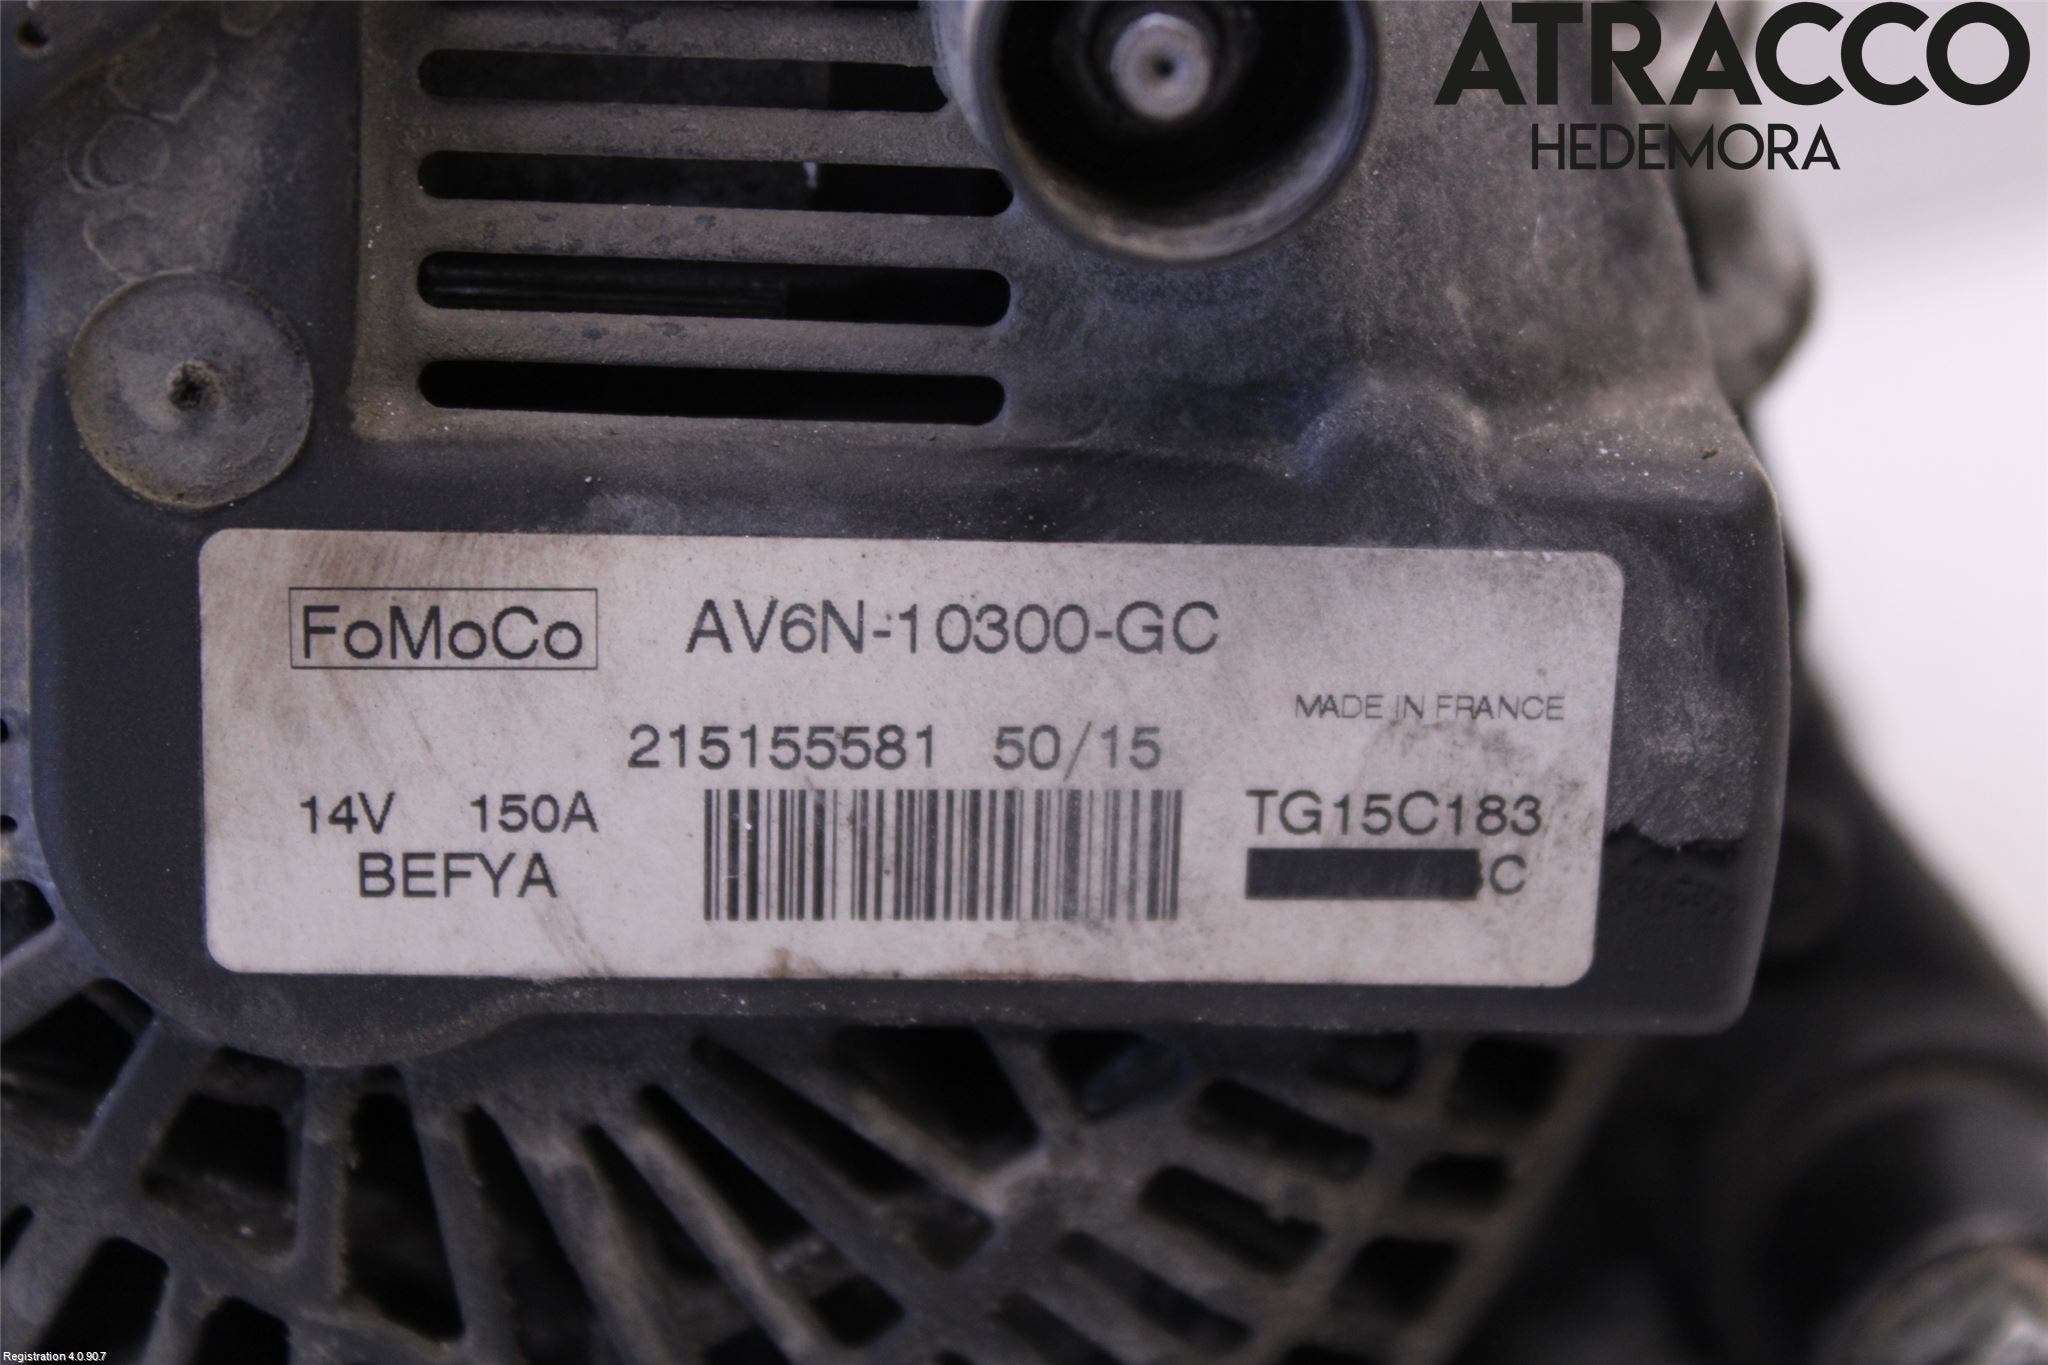 ATRACCO
HEDEMORA
FoMoCo AV6N-10300-GC
MADE IN FRANCE
215155581 50/15
14V 150A TG15C183
BEFYA C
Registration 4.0.90.7